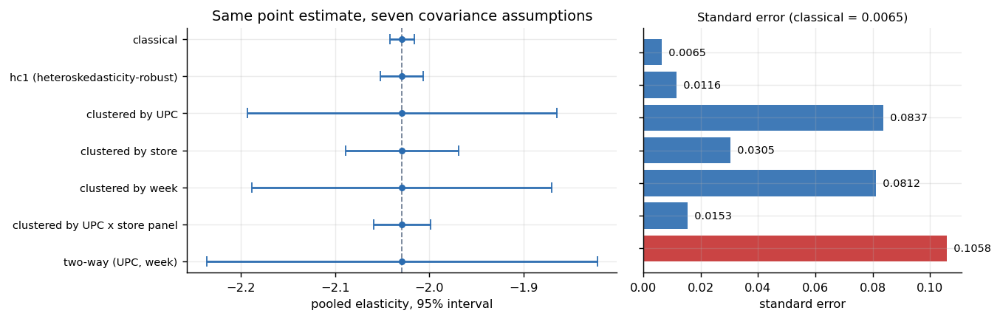 Same point estimate, seven covariance assumptions
classical
hc1 (heteroskedasticity-robust)
clustered by UPC
clustered by store
clustered by week
clustered by UPC x store panel
two-way (UPC, week)
−2.2
−2.1
−2.0
−1.9
pooled elasticity, 95% interval
Standard error (classical = 0.0065)
0.0065
0.0116
0.0837
0.0305
0.0812
0.0153
0.1058
0.00
0.02
0.04
0.06
0.08
0.10
standard error